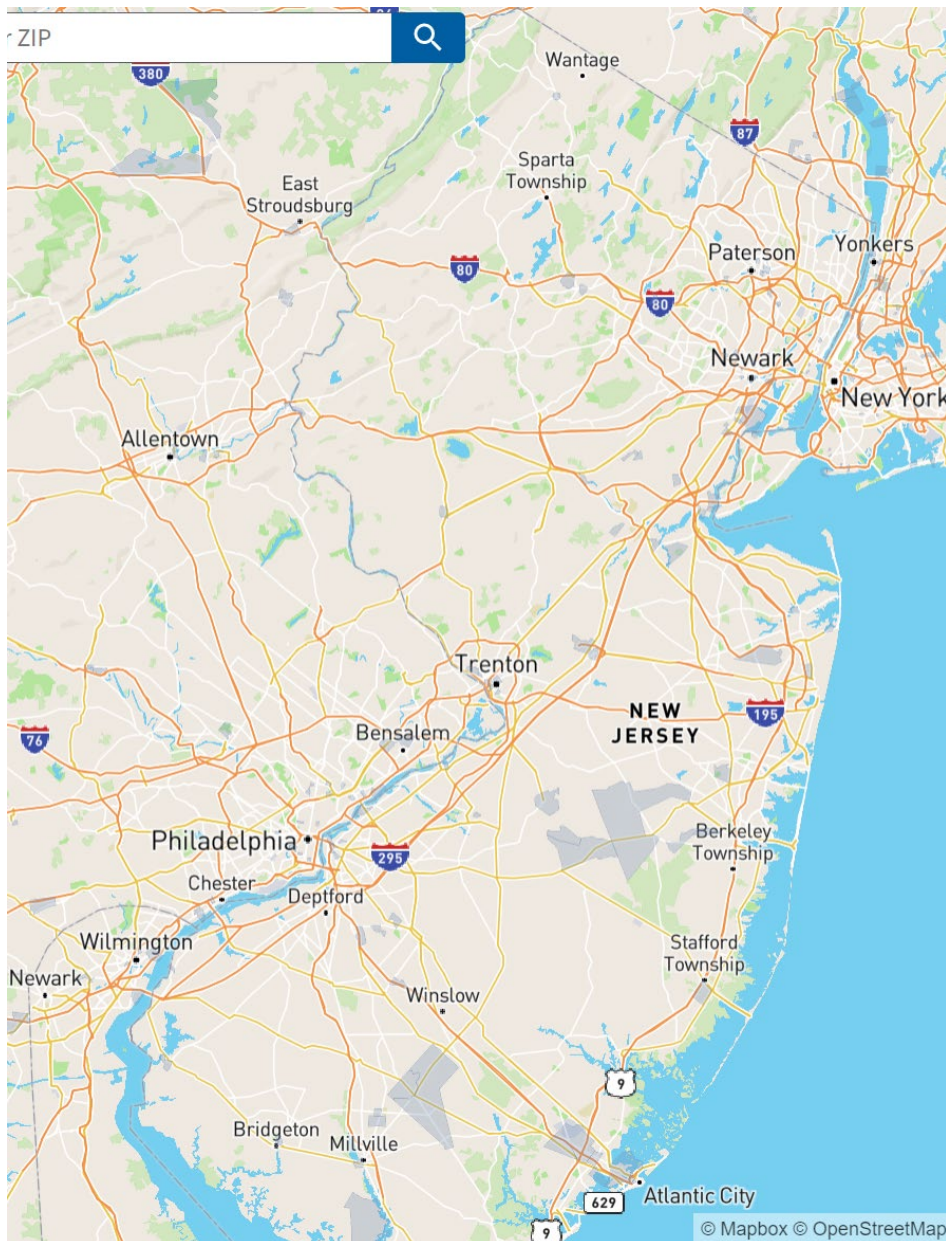 ZIP
380
Wantage
87
Sparta
Township
East
Stroudsburg
Paterson
Yonkers
80
80
Newark
New York
Allentown
Trenton
NEW
JERSEY
195
76
Bensalem
Philadelphia
295
Berkeley
Township
Chester
Deptford
Wilmington
Stafford
Township
Newark
Winslow
9
Bridgeton
Millville
629
Atlantic City
9
© Mapbox © OpenStreetMap